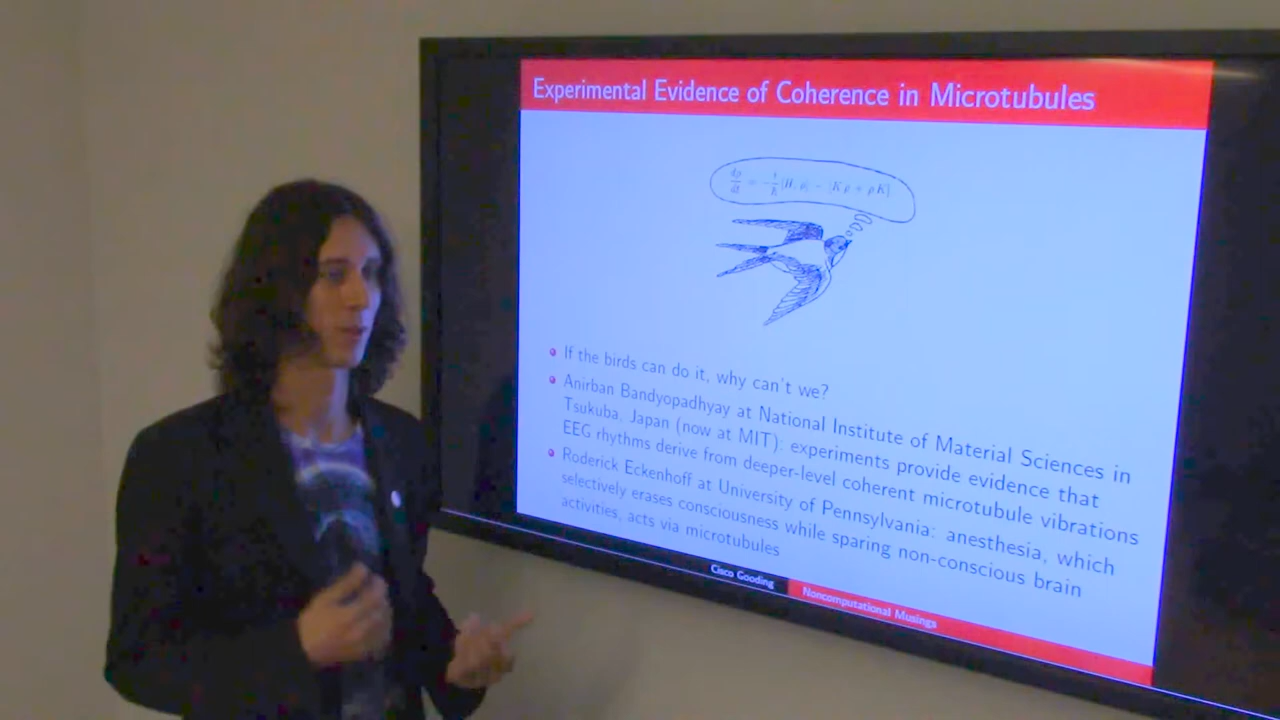 Experimental Evidence of Coherence in Microtubules
dρ/dt = -i/ħ [H, ρ] - [K ρ + ρ K]
If the birds can do it, why can't we?
Anirban Bandyopadhyay at National Institute of Material Sciences in
Tsukuba, Japan (now at MIT): experiments provide evidence that
EEG rhythms derive from deeper-level coherent microtubule vibrations
Roderick Eckenhoff at University of Pennsylvania: anesthesia, which
selectively erases consciousness while sparing non-conscious brain
activities, acts via microtubules
Cisco Gooding
Noncomputational Musings